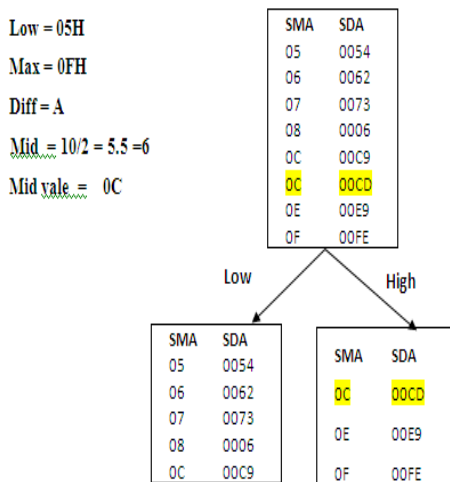 Low = 05H
Max = 0FH
Diff = A
Mid = 10/2 = 5.5 =6
Mid vale = 0C
SMA SDA
05 0054
06 0062
07 0073
08 0006
0C 00C9
0C 00CD
0E 00E9
0F 00FE
Low
High
SMA SDA
05 0054
06 0062
07 0073
08 0006
0C 00C9
SMA SDA
0C 00CD
0E 00E9
0F 00FE